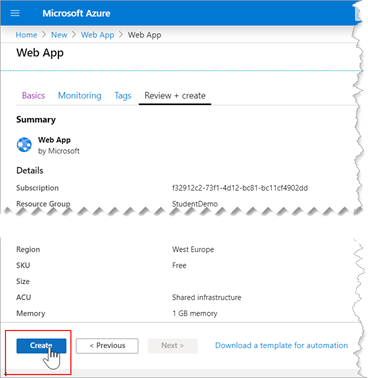 Microsoft Azure
Home > New > Web App > Web App
Web App
Basics Monitoring Tags Review + create
Summary
Web App
by Microsoft
Details
Subscription f32912c2-73f1-4d12-bc81-bc11cf4902dd
Resource Group StudentDemo
Region West Europe
SKU Free
Size
ACU Shared infrastructure
Memory 1 GB memory
Create < Previous Next > Download a template for automation